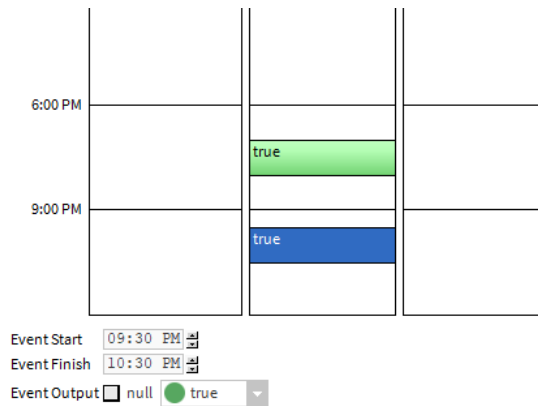 6:00 PM
true
9:00 PM
true
Event Start 09:30 PM
Event Finish 10:30 PM
Event Output null true